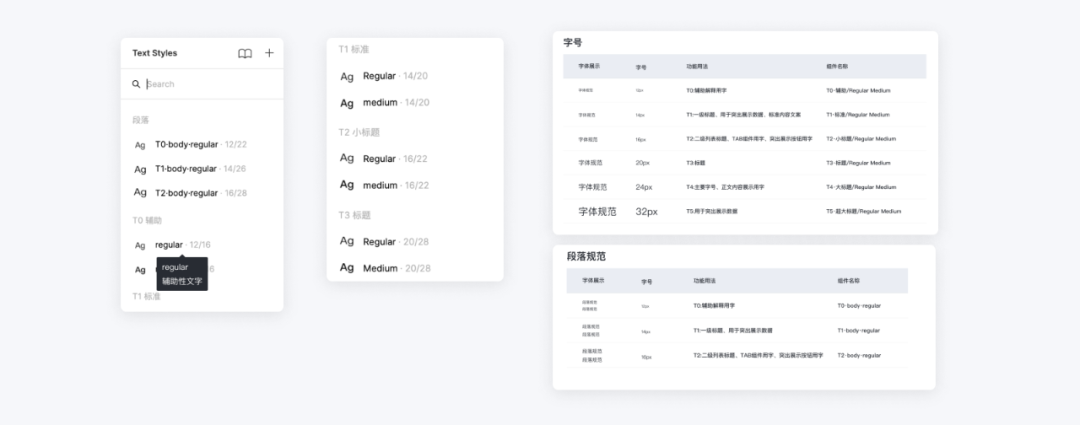 Text Styles
Search
段落
Ag T0-body-regular · 12/22
Ag T1-body-regular · 14/26
Ag T2-body-regular · 16/28
T0 辅助
Ag regular · 12/16
Ag
regular
辅助性文字
6
T1 标准
T1 标准
Ag Regular · 14/20
Ag medium · 14/20
T2 小标题
Ag Regular · 16/22
Ag medium · 16/22
T3 标题
Ag Regular · 20/28
Ag Medium · 20/28
字号
字体展示 字号 功能用法 组件名称
字体规范 12px T0:辅助解释用字 T0-辅助/Regular Medium
字体规范 14px T1:一级标题、用于突出展示数据、标准内容文案 T1-标准/Regular Medium
字体规范 16px T2:二级列表标题、TAB组件用字、突出展示按钮用字 T2-小标题/Regular Medium
字体规范 20px T3:标题 T3-标题/Regular Medium
字体规范 24px T4:主要字号、正文内容展示用字 T4-大标题/Regular Medium
字体规范 32px T5:用于突出展示数据 T5-超大标题/Regular Medium
段落规范
字体展示 字号 功能用法 组件名称
段落规范 12px T0:辅助解释用字 T0-body-regular
段落规范
段落规范 14px T1:一级标题、用于突出展示数据 T1-body-regular
段落规范
段落规范 16px T2:二级列表标题、TAB组件用字、突出展示按钮用字 T2-body-regular
段落规范